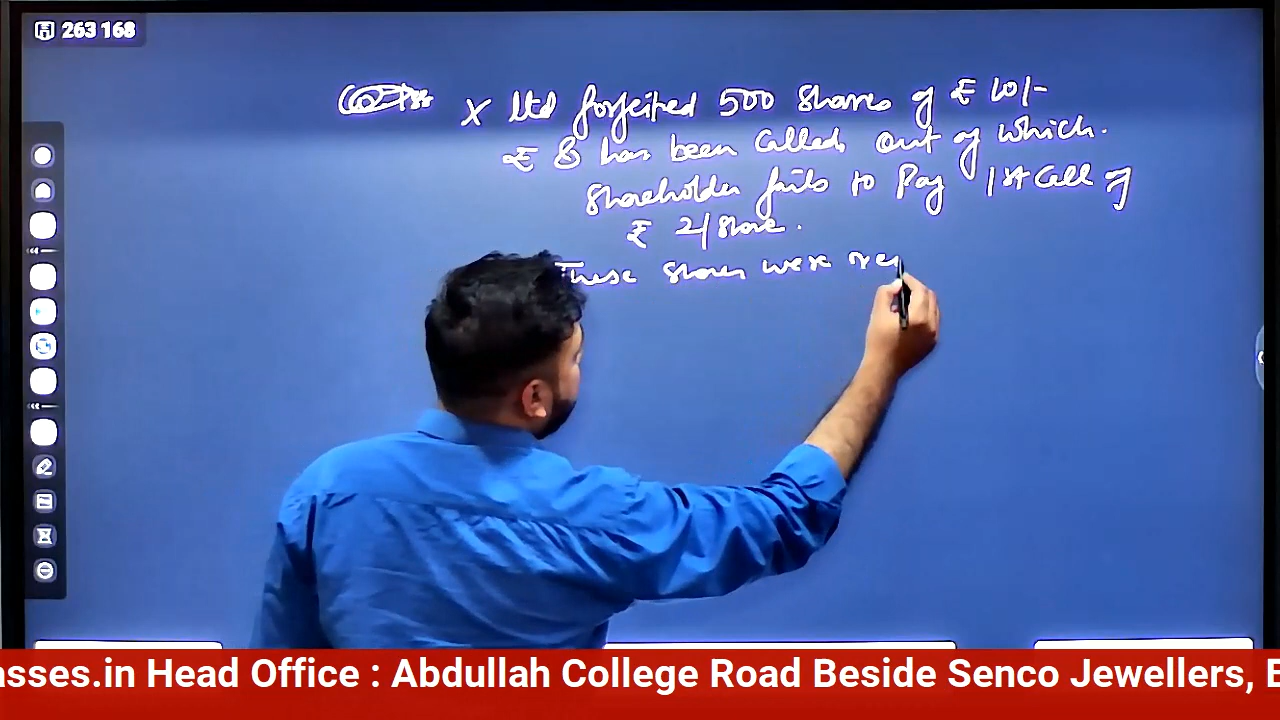 263 168
X Ltd forfeited 500 shares of ₹ 10/-
₹ 8 has been Called, out of which.
Shareholder fails to Pay 1st Call of
₹ 2/share.
These shares were
asses.in Head Office : Abdullah College Road Beside Senco Jewellers, B